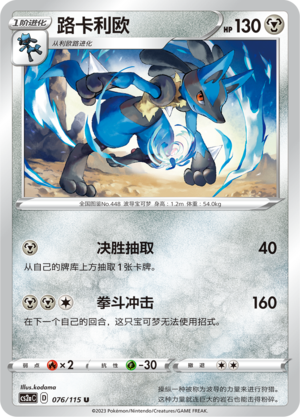 1阶进化
路卡利欧
HP 130
从利欧路进化
全国图鉴No.448 波导宝可梦 身高：1.2m 体重：54.0kg
决胜抽取 40
从自己的牌库上方抽取1张卡牌。
拳斗冲击 160
在下一个自己的回合，这只宝可梦无法使用招式。
弱点 ×2 抗性 -30 撤退
Illus.kodama
CS3aC D 076/115 U
操纵一种被称为波导的力量来进行狩猎。
这种力量就连巨大的岩石也能击得粉碎。
©2023 Pokémon/Nintendo/Creatures/GAME FREAK.